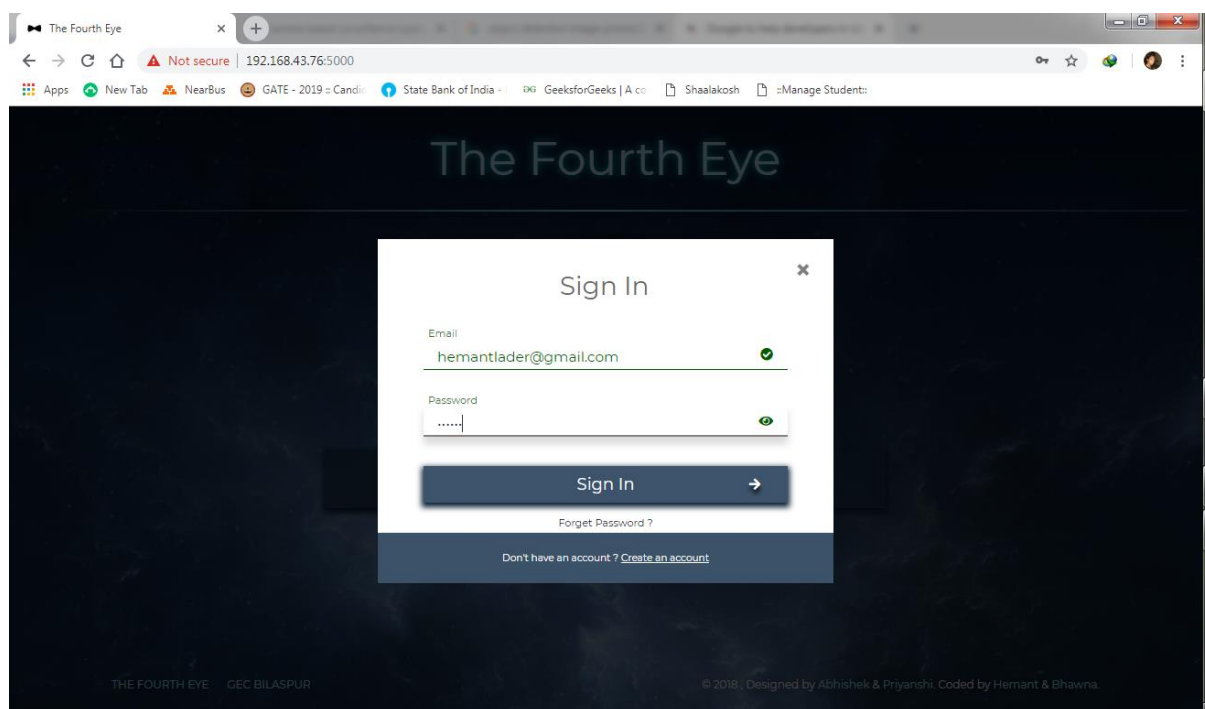 The Fourth Eye
Not secure 192.168.43.76:5000
Apps New Tab NearBus GATE - 2019 :: Candi State Bank of India - GeeksforGeeks | A co Shaalakosh ::Manage Student::
The Fourth Eye
Sign In
Email
hemantlader@gmail.com
Password
......
Sign In
Forget Password ?
Don't have an account ? Create an account
THE FOURTH EYE GEC BILASPUR © 2018 , Designed by Abhishek & Priyanshi. Coded by Hemant & Bhawna.